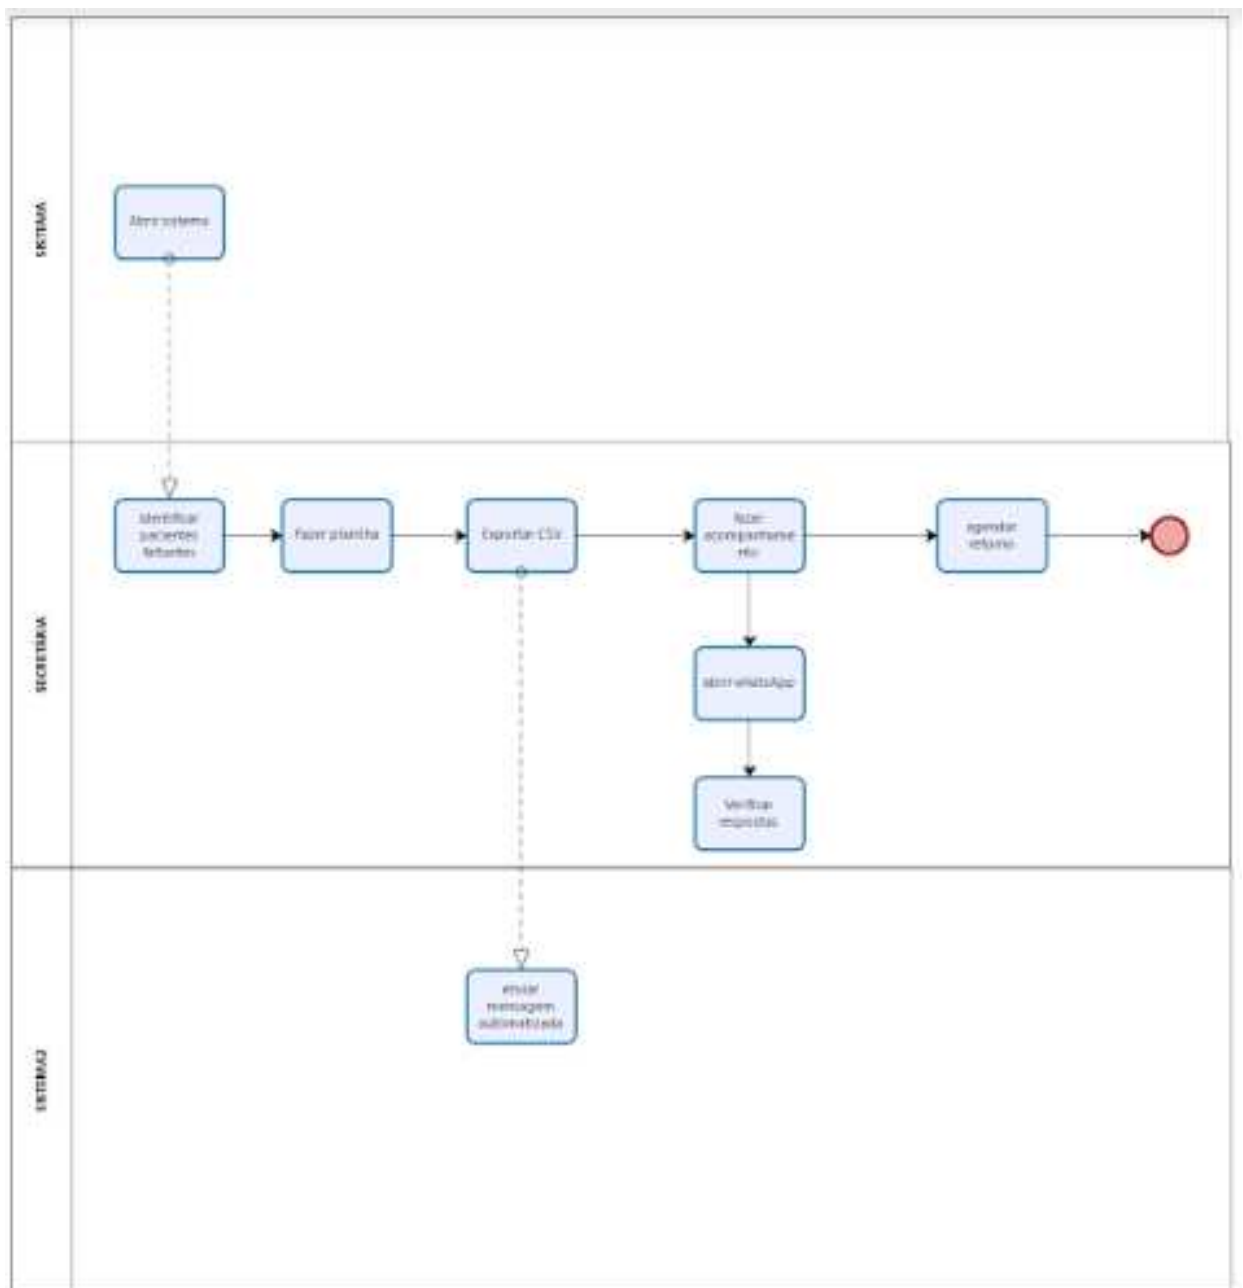 SISTEMA
Abrir sistema
SECRETARIA
identificar
pacientes
faltantes
Fazer planilha
Exportar CSV
fazer
acompanhame
nto
agendar
retorno
abrir whatsApp
Verificar
respostas
enviar
mensagem
automatizada